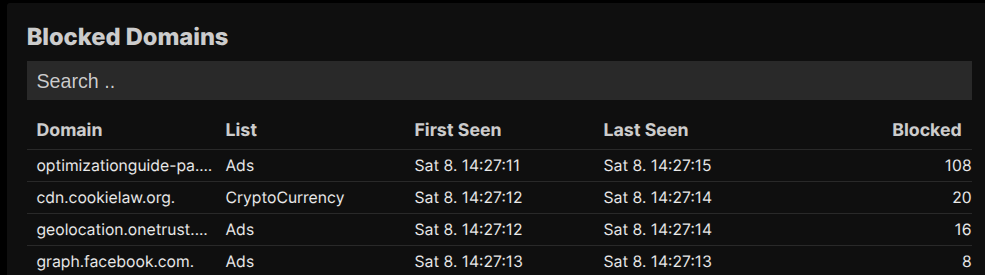 Blocked Domains
Search ..
Domain List First Seen Last Seen Blocked
optimizationguide-pa.... Ads Sat 8. 14:27:11 Sat 8. 14:27:15 108
cdn.cookielaw.org. CryptoCurrency Sat 8. 14:27:12 Sat 8. 14:27:14 20
geolocation.onetrust.... Ads Sat 8. 14:27:12 Sat 8. 14:27:14 16
graph.facebook.com. Ads Sat 8. 14:27:13 Sat 8. 14:27:13 8